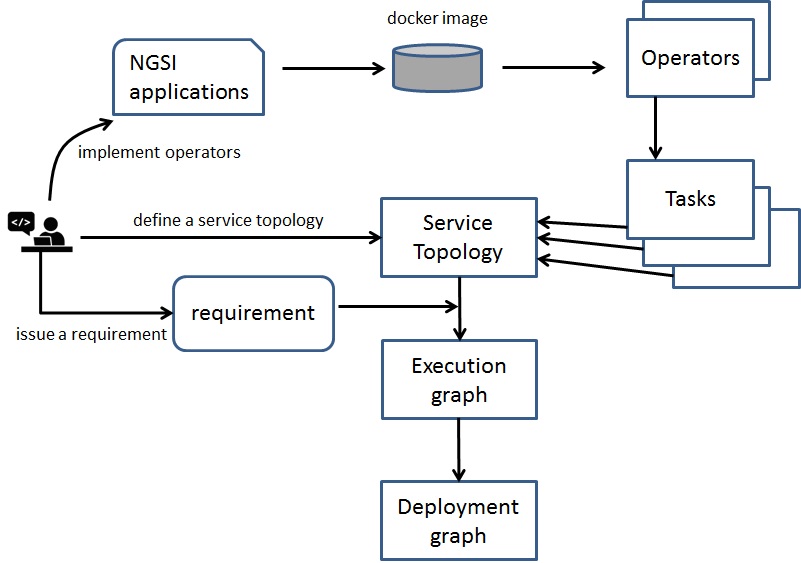 docker image
NGSI
applications
Operators
implement operators
</>
define a service topology
Service
Topology
Tasks
issue a requirement
requirement
Execution
graph
Deployment
graph